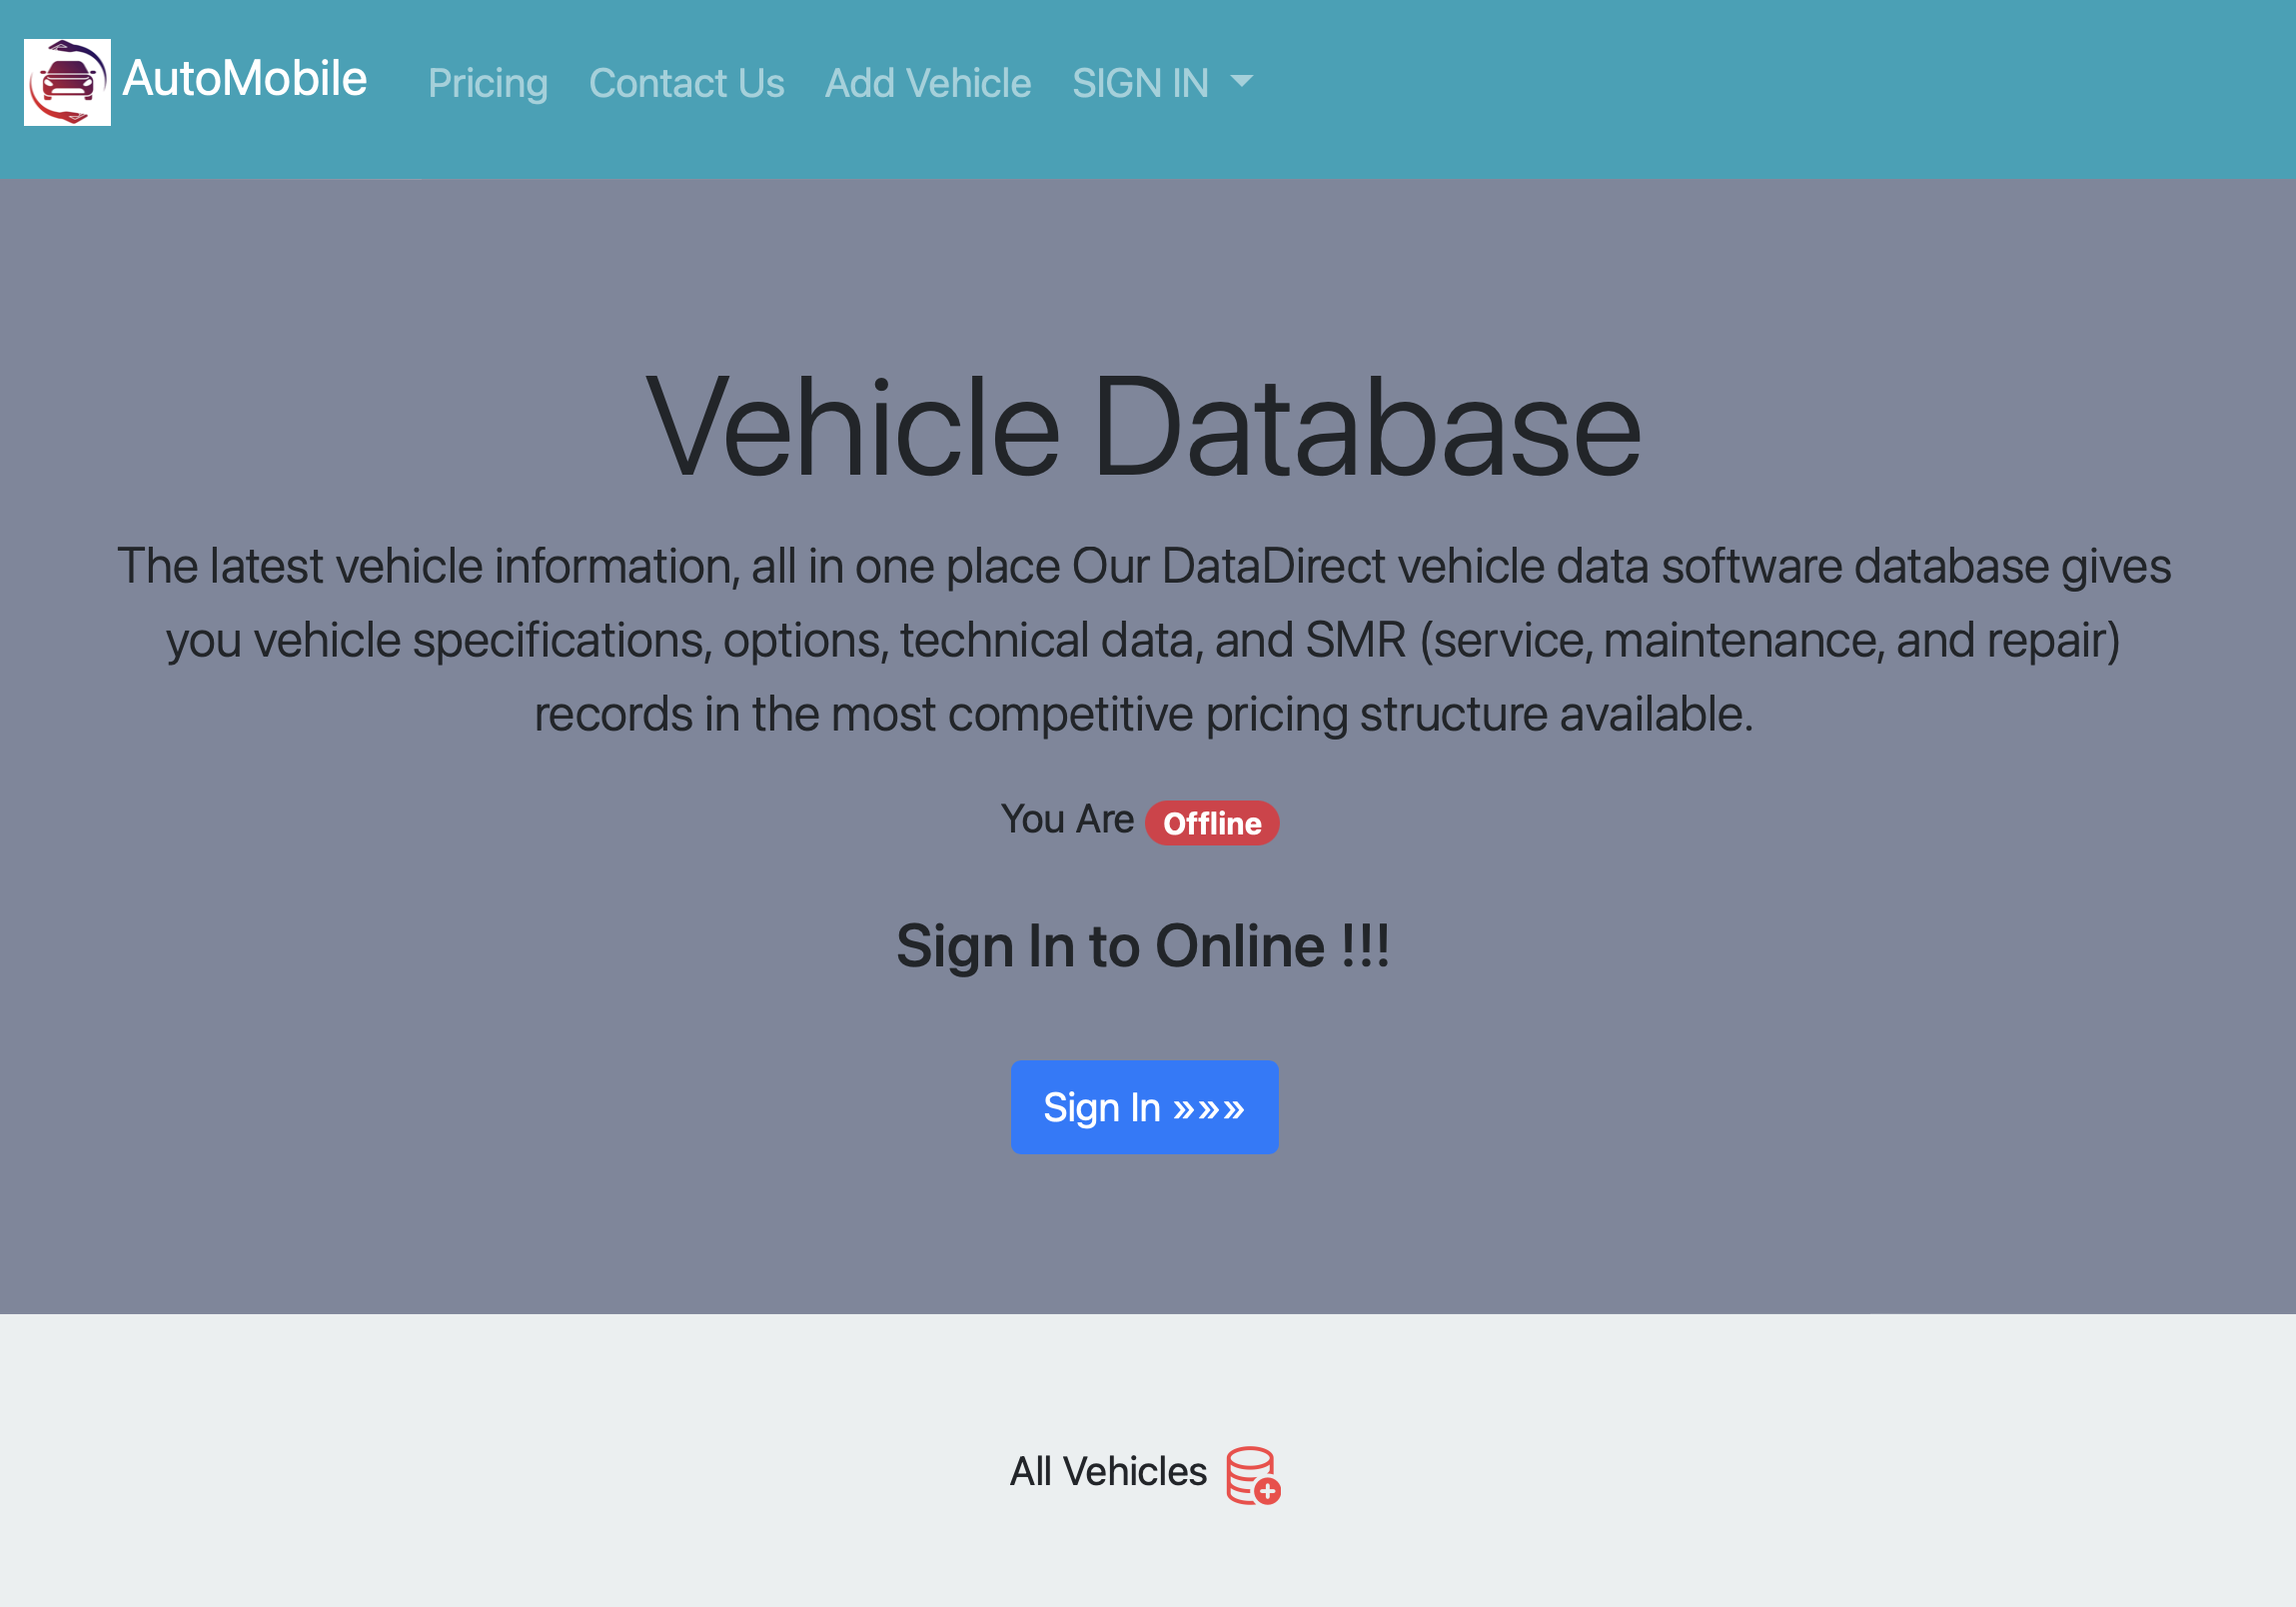 AutoMobile Pricing Contact Us Add Vehicle SIGN IN
Vehicle Database
The latest vehicle information, all in one place Our DataDirect vehicle data software database gives
you vehicle specifications, options, technical data, and SMR (service, maintenance, and repair)
records in the most competitive pricing structure available.
You Are Offline
Sign In to Online !!!
Sign In »»»
All Vehicles